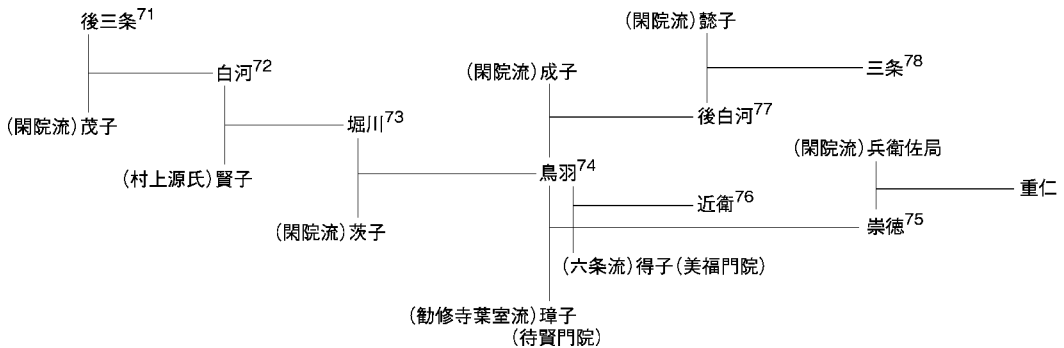 後三条71
(閑院流)懿子
白河72
(閑院流)成子
三条78
(閑院流)茂子
堀川73
後白河77
(閑院流)兵衛佐局
(村上源氏)賢子
鳥羽74
重仁
近衛76
(閑院流)茨子
崇徳75
(六条流)得子(美福門院)
(勧修寺葉室流)璋子
(待賢門院)